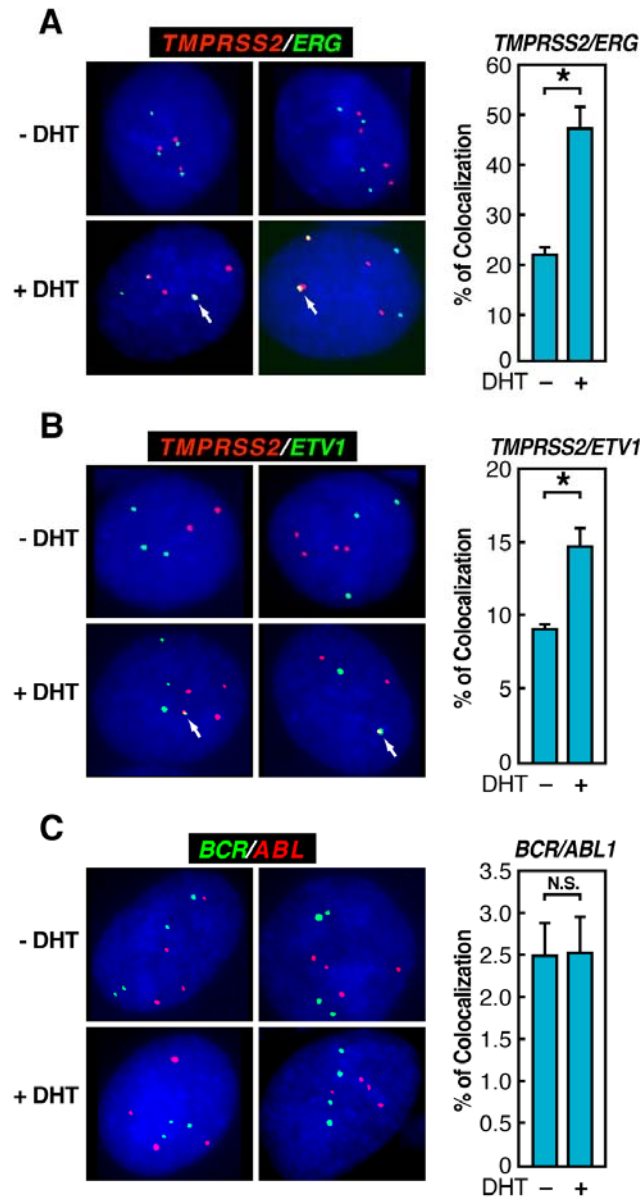 A
TMPRSS2/ERG
- DHT
+ DHT
TMPRSS2/ERG
% of Colocalization
60
50
40
30
20
10
0
*
DHT − +
B
TMPRSS2/ETV1
- DHT
+ DHT
TMPRSS2/ETV1
% of Colocalization
20
15
10
15
0
*
DHT − +
C
BCR/ABL
- DHT
+ DHT
BCR/ABL1
% of Colocalization
3.5
3.0
2.5
2.0
1.5
1.0
0.5
0
N.S.
DHT − +